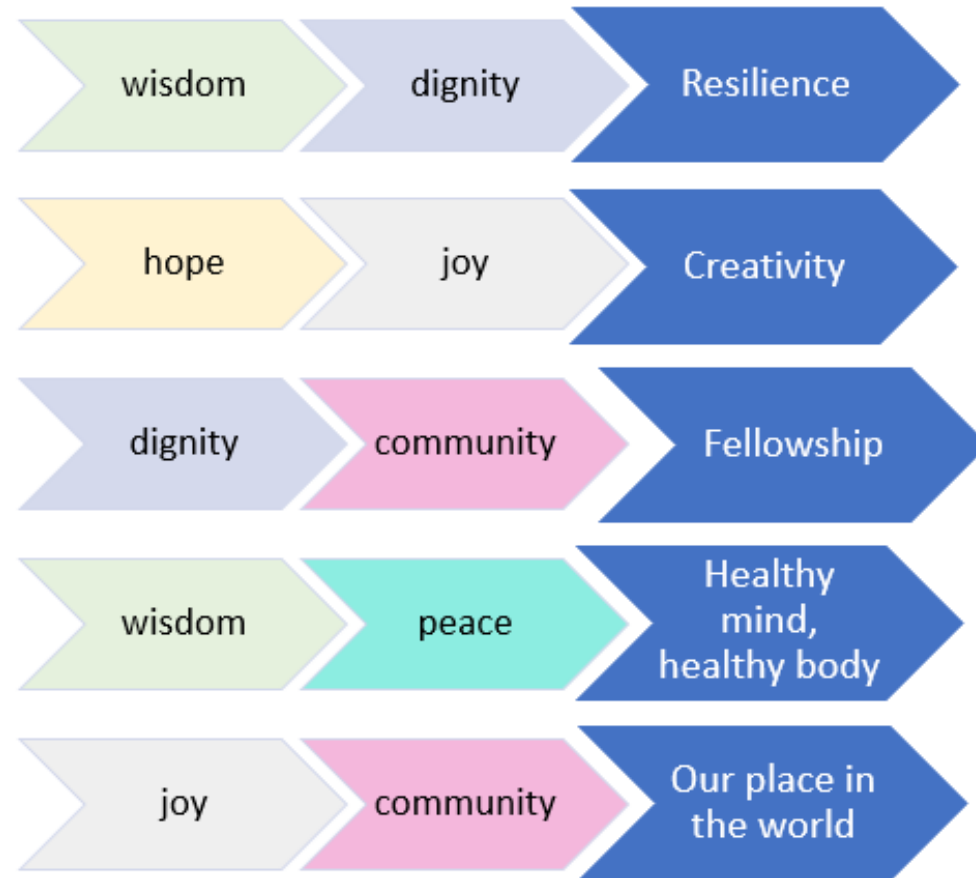 wisdom dignity Resilience
hope joy Creativity
dignity community Fellowship
wisdom peace Healthy
mind,
healthy body
joy community Our place in
the world